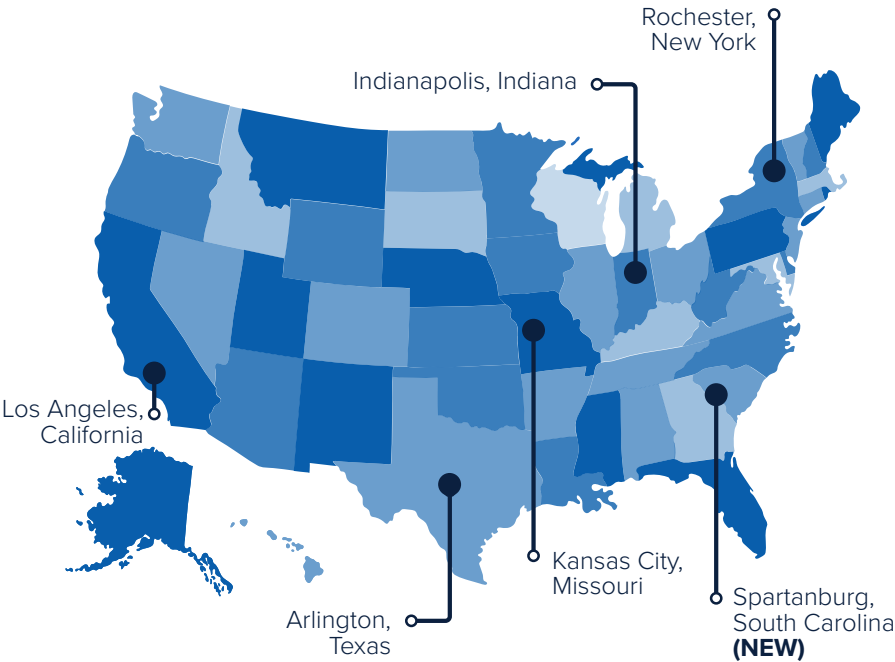 Rochester,
New York
Indianapolis, Indiana
Los Angeles,
California
Kansas City,
Missouri
Spartanburg,
South Carolina
(NEW)
Arlington,
Texas